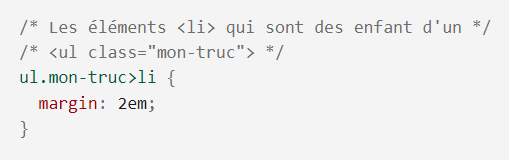 /* Les éléments <li> qui sont des enfant d'un */
/* <ul class="mon-truc"> */
ul.mon-truc>li {
  margin: 2em;
}